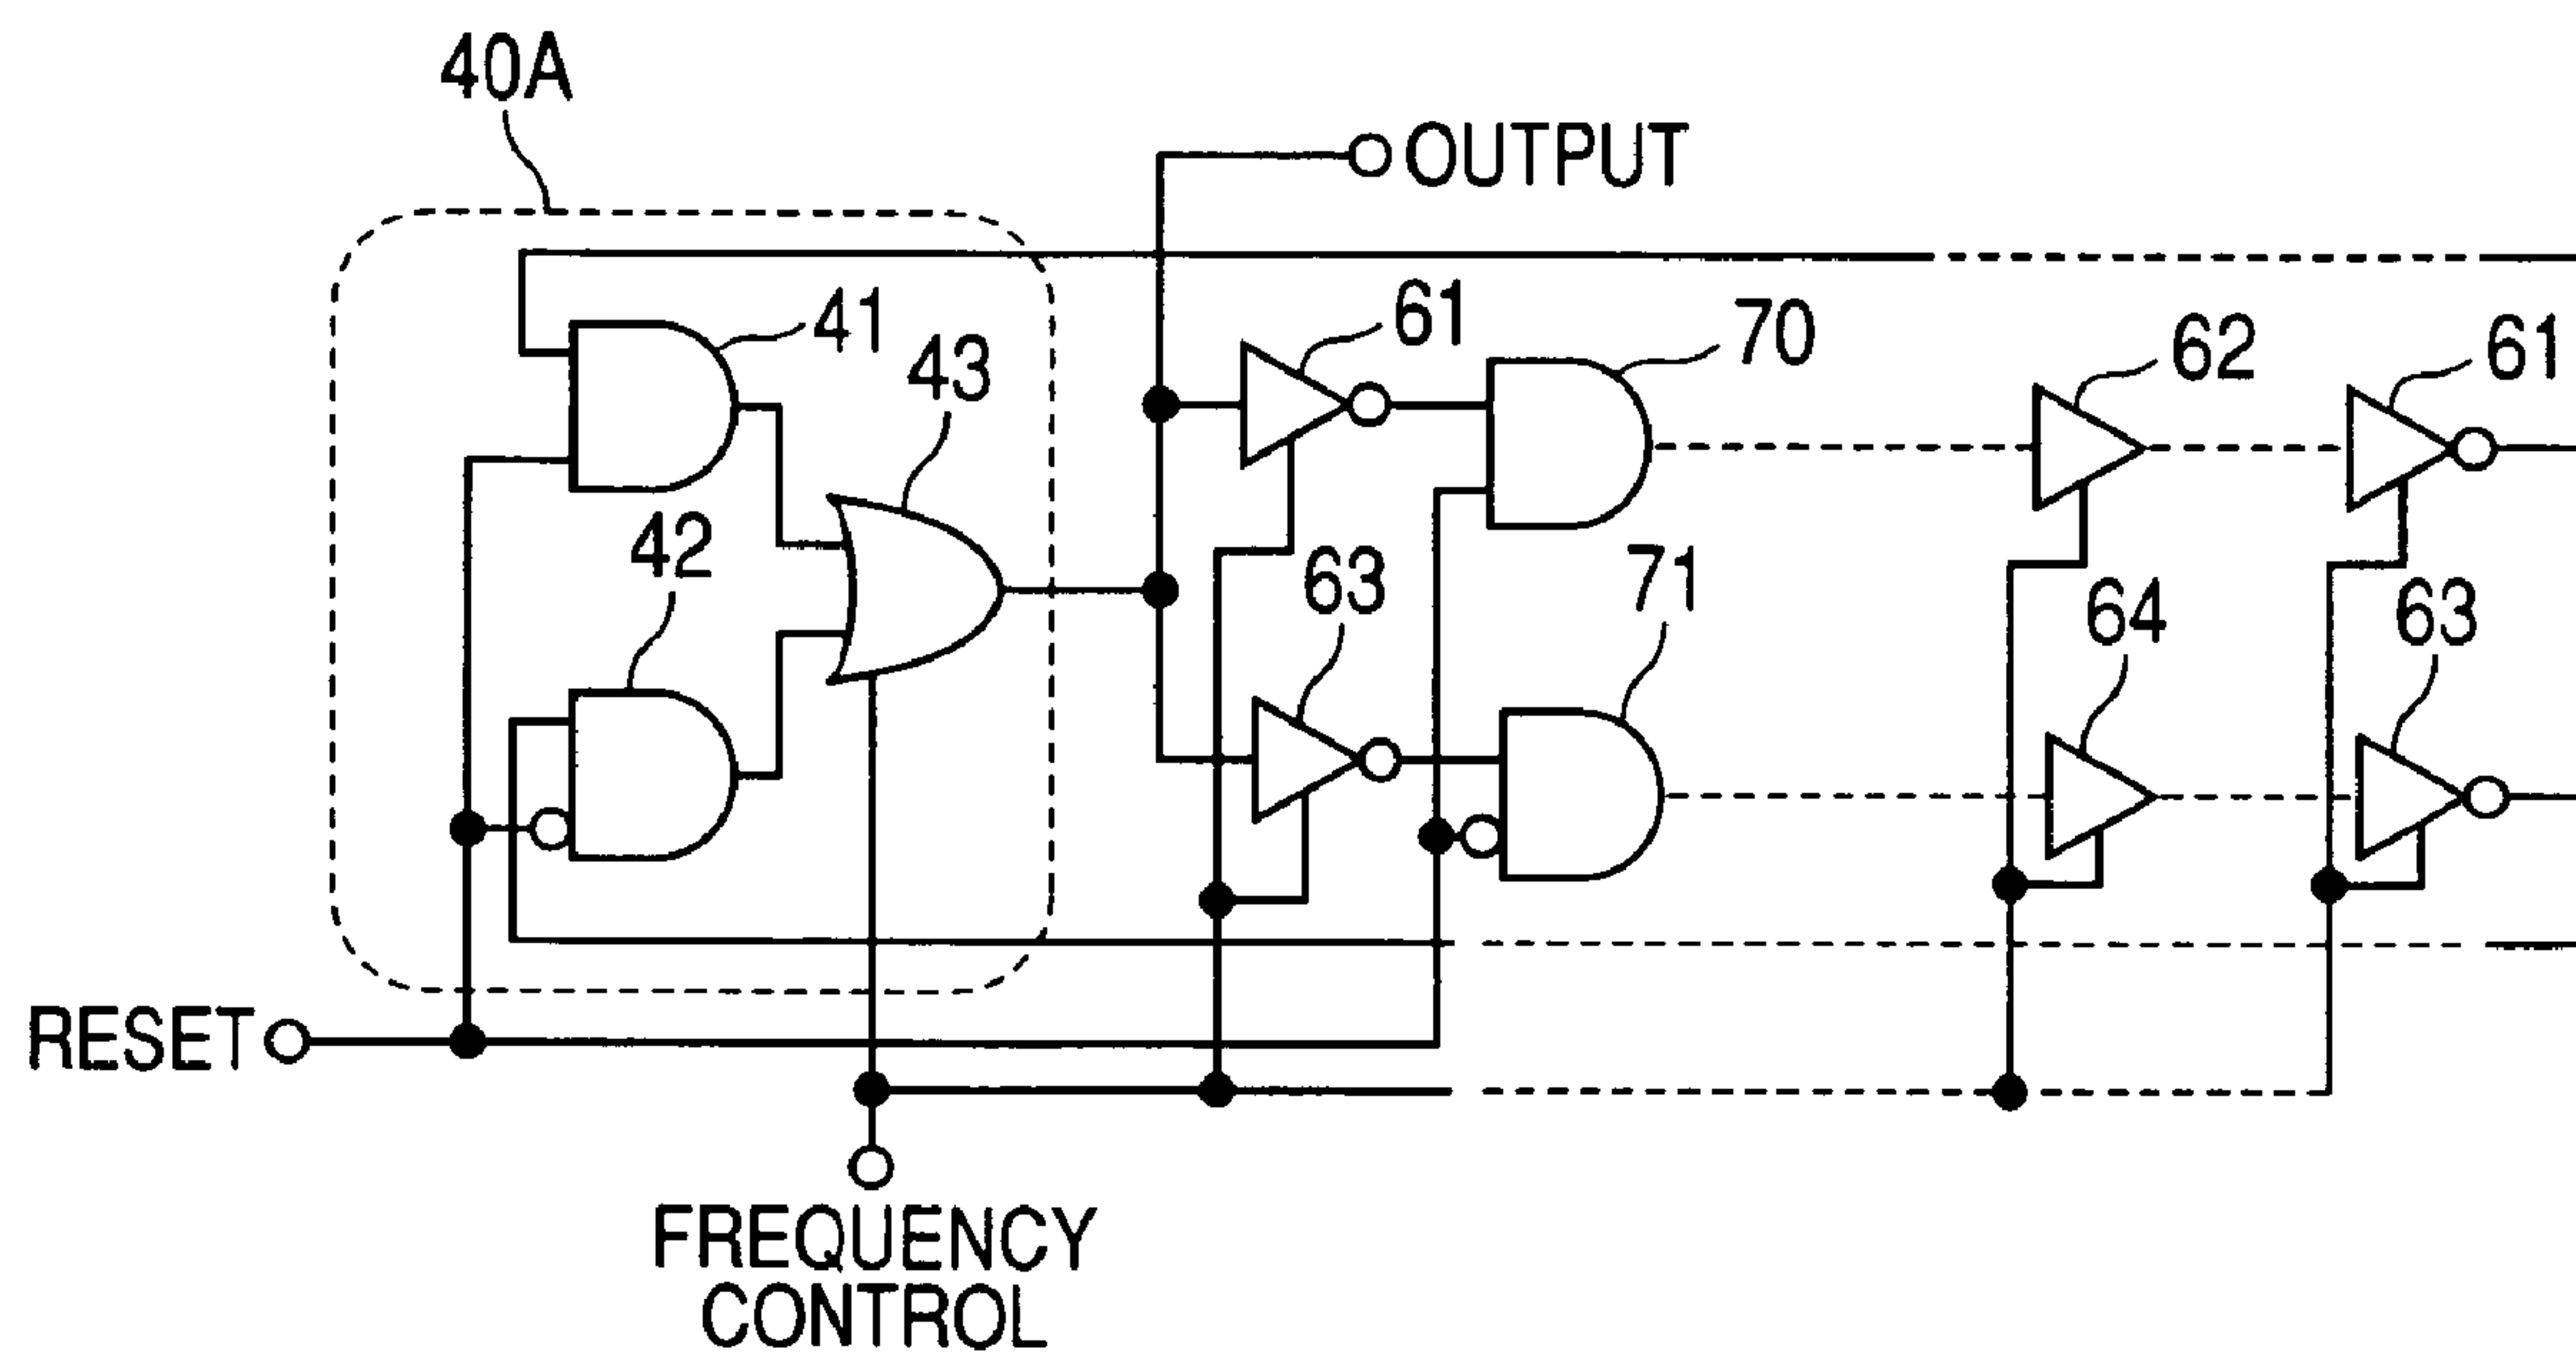 40A
OUTPUT
41
61
70
62
61
43
42
63
71
64
63
RESET
FREQUENCY
CONTROL